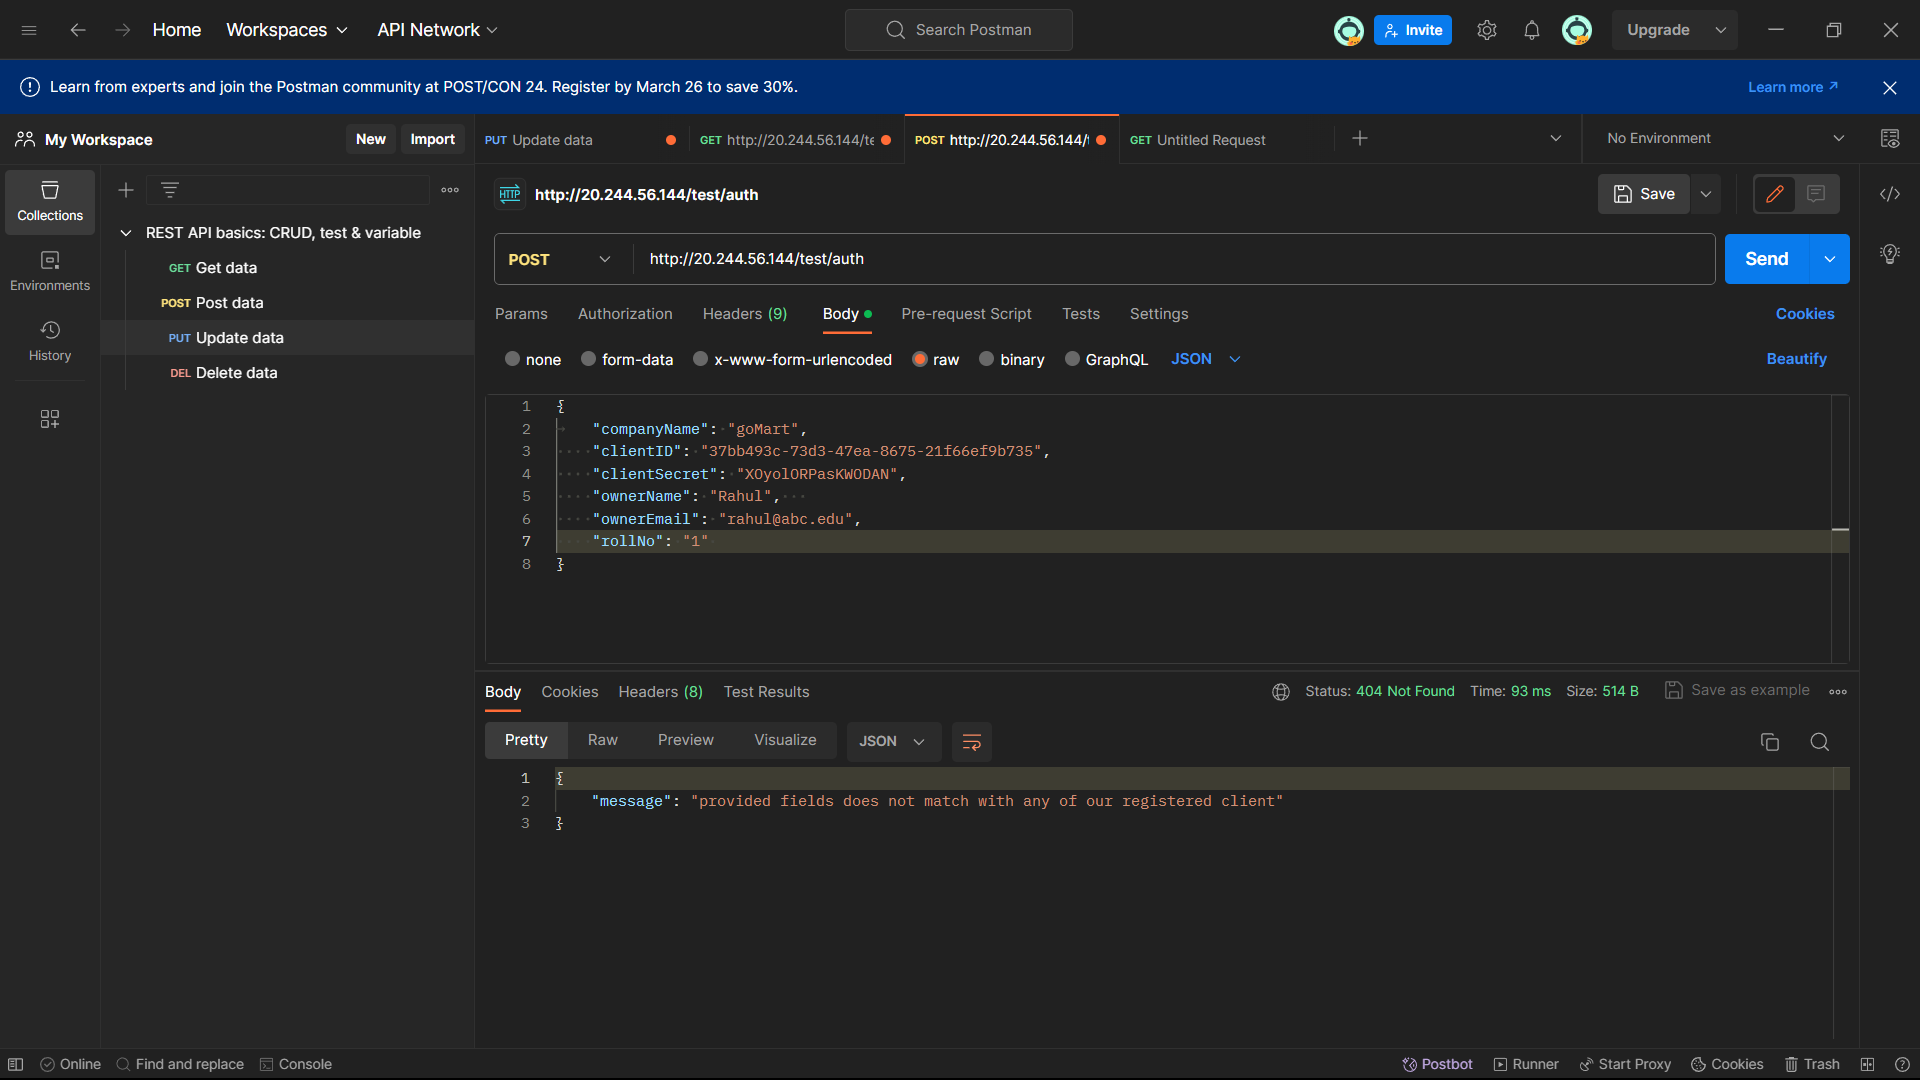 Home Workspaces API Network Search Postman Invite Upgrade
Learn from experts and join the Postman community at POST/CON 24. Register by March 26 to save 30%. Learn more
My Workspace New Import PUT Update data GET http://20.244.56.144/te POST http://20.244.56.144/ GET Untitled Request No Environment
Collections
Environments
History
REST API basics: CRUD, test & variable
GET Get data
POST Post data
PUT Update data
DEL Delete data
HTTP http://20.244.56.144/test/auth Save
POST http://20.244.56.144/test/auth Send
Params Authorization Headers (9) Body Pre-request Script Tests Settings Cookies
none form-data x-www-form-urlencoded raw binary GraphQL JSON Beautify
1 {
2 "companyName": "goMart",
3 "clientID": "37bb493c-73d3-47ea-8675-21f66ef9b735",
4 "clientSecret": "XOyolORPasKWODAN",
5 "ownerName": "Rahul",
6 "ownerEmail": "rahul@abc.edu",
7 "rollNo": "1"
8 }
Body Cookies Headers (8) Test Results Status: 404 Not Found Time: 93 ms Size: 514 B Save as example
Pretty Raw Preview Visualize JSON
1 {
2 "message": "provided fields does not match with any of our registered client"
3 }
Online Find and replace Console Postbot Runner Start Proxy Cookies Trash